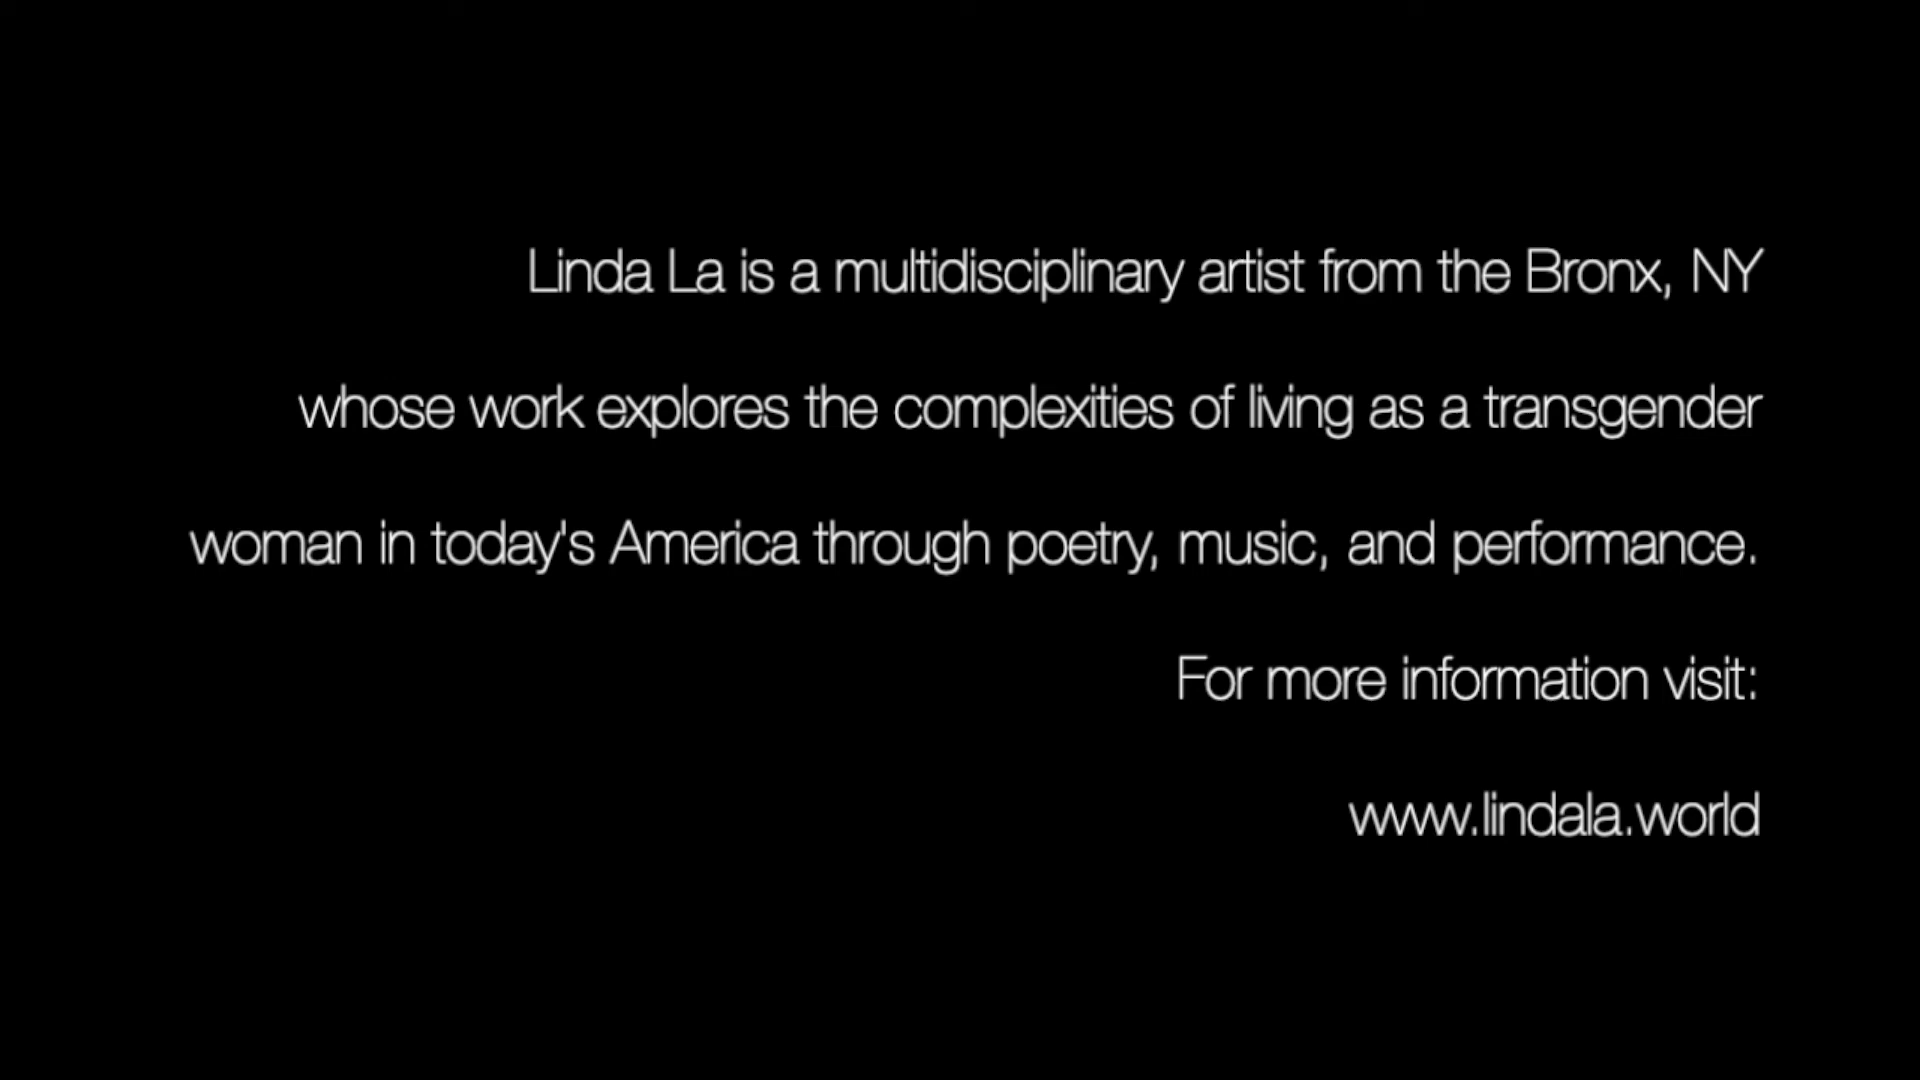 Linda La is a multidisciplinary artist from the Bronx, NY
whose work explores the complexities of living as a transgender
woman in today's America through poetry, music, and performance.
For more information visit:
www.lindala.world